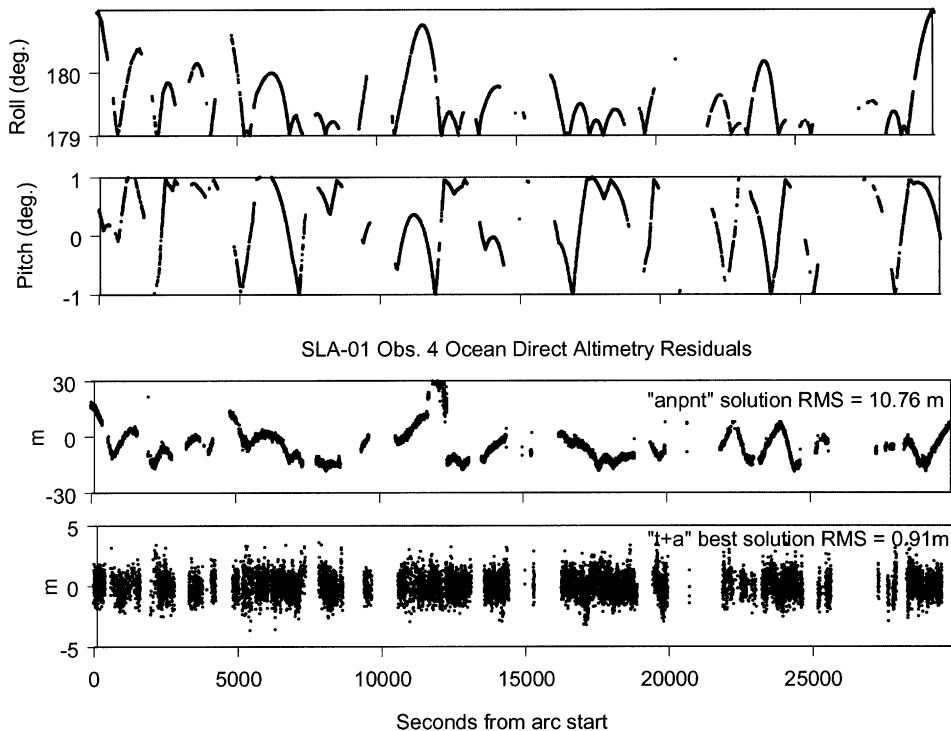 Roll (deg.)
180
179
Pitch (deg.)
1
0
-1
SLA-01 Obs. 4 Ocean Direct Altimetry Residuals
m
30
0
-30
"anpnt" solution RMS = 10.76 m
m
5
0
-5
"t+a" best solution RMS = 0.91m
0 5000 10000 15000 20000 25000
Seconds from arc start